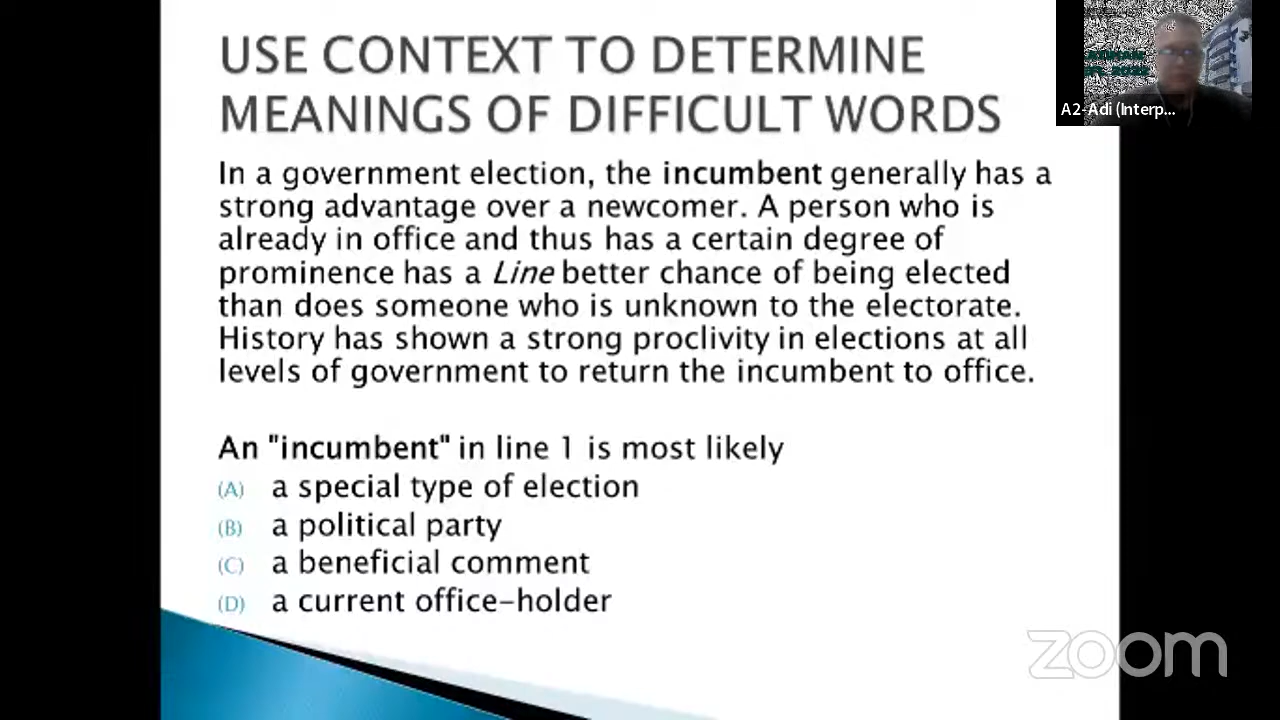 USE CONTEXT TO DETERMINE
MEANINGS OF DIFFICULT WORDS
In a government election, the incumbent generally has a
strong advantage over a newcomer. A person who is
already in office and thus has a certain degree of
prominence has a Line better chance of being elected
than does someone who is unknown to the electorate.
History has shown a strong proclivity in elections at all
levels of government to return the incumbent to office.
An "incumbent" in line 1 is most likely
(A) a special type of election
(B) a political party
(C) a beneficial comment
(D) a current office-holder
A2-Adi (Interp...
zoom